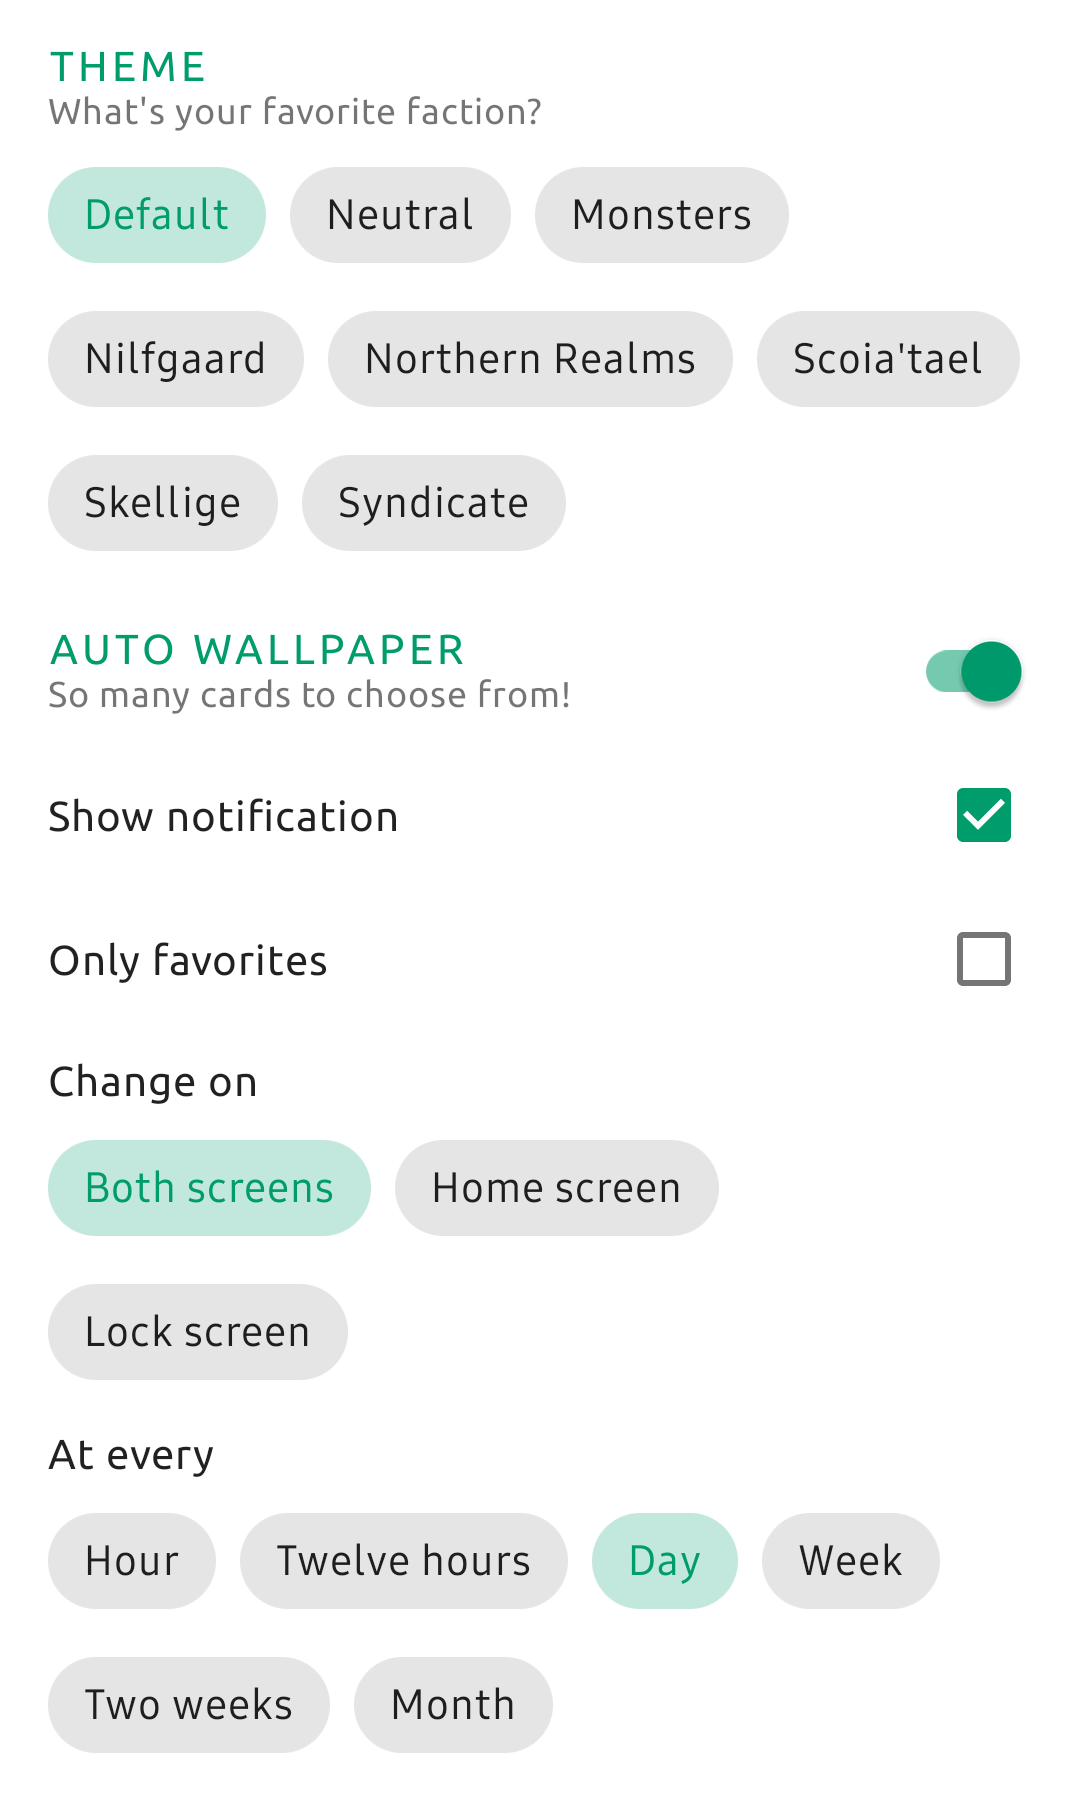 THEME
What's your favorite faction?
Default Neutral Monsters
Nilfgaard Northern Realms Scoia'tael
Skellige Syndicate
AUTO WALLPAPER
So many cards to choose from!
Show notification
Only favorites
Change on
Both screens Home screen
Lock screen
At every
Hour Twelve hours Day Week
Two weeks Month